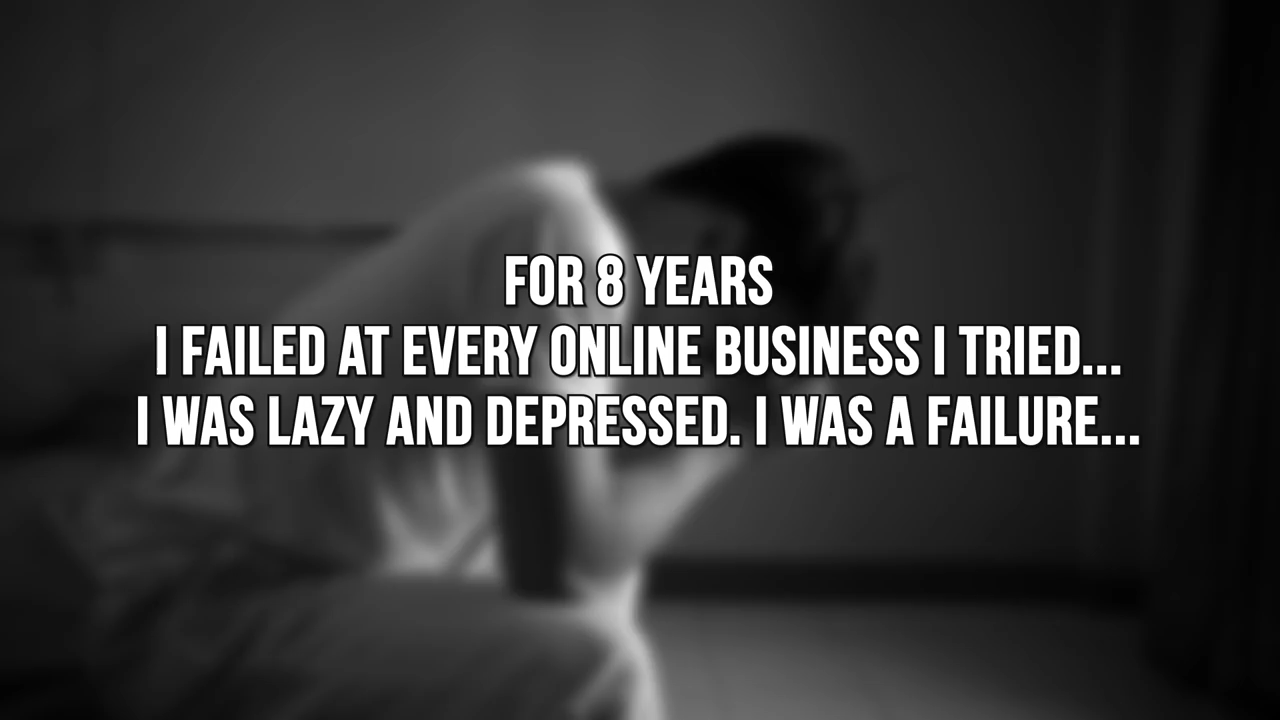 FOR 8 YEARS
I FAILED AT EVERY ONLINE BUSINESS I TRIED...
I WAS LAZY AND DEPRESSED. I WAS A FAILURE...